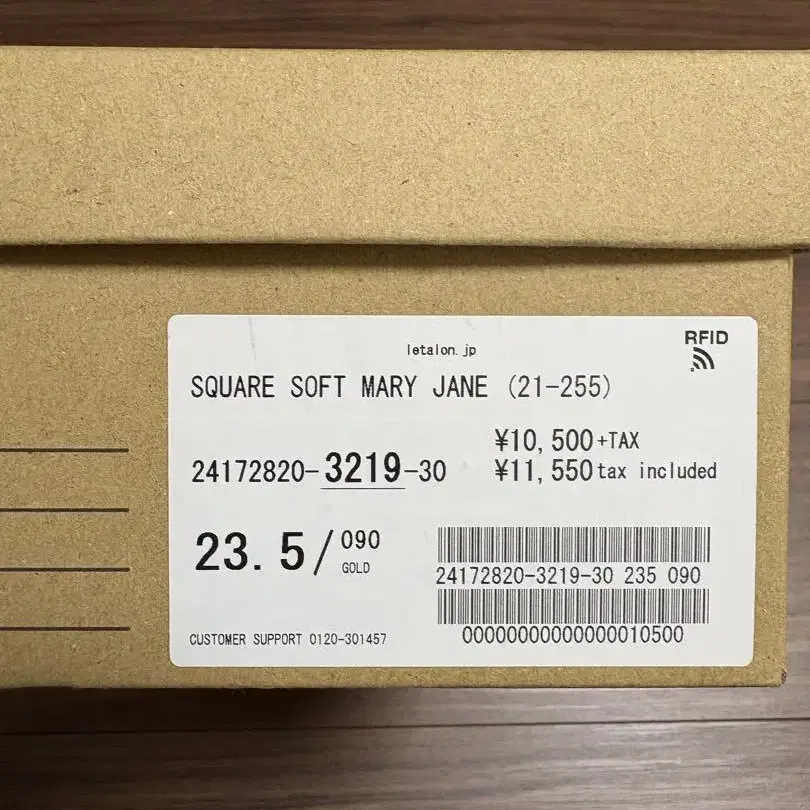 RFID
letalon.jp
SQUARE SOFT MARY JANE (21-255)
¥10,500+TAX
24172820-3219-30 ¥11,550 tax included
23.5/090
GOLD
24172820-3219-30 235 090
CUSTOMER SUPPORT 0120-301457
00000000000000010500